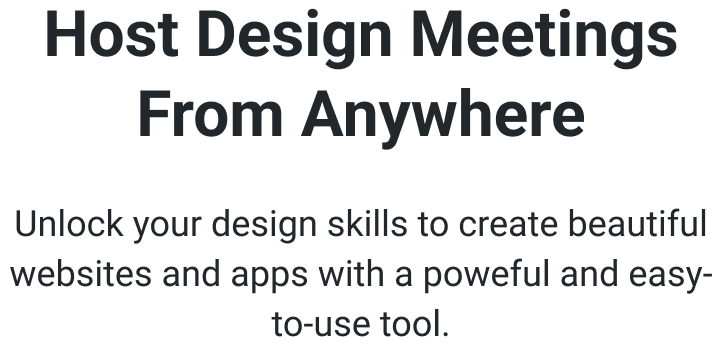 Host Design Meetings
From Anywhere
Unlock your design skills to create beautiful
websites and apps with a poweful and easy-
to-use tool.